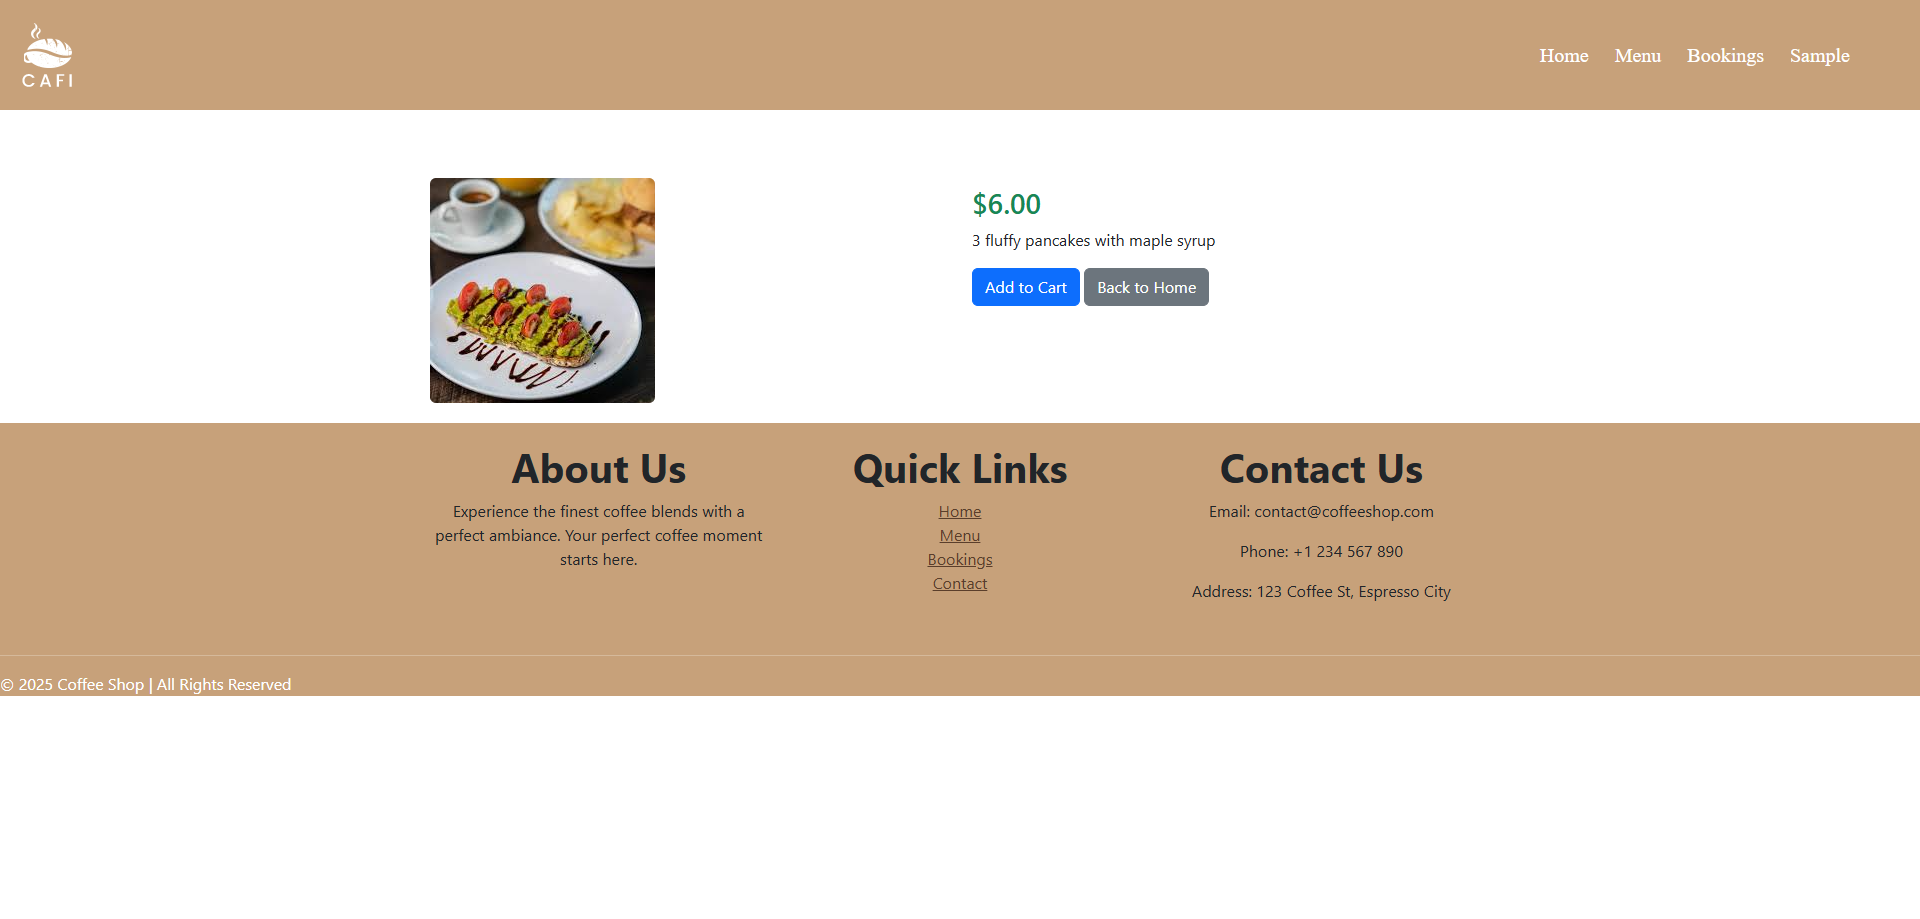 CAFI
Home Menu Bookings Sample
$6.00
3 fluffy pancakes with maple syrup
Add to Cart Back to Home
About Us
Experience the finest coffee blends with a
perfect ambiance. Your perfect coffee moment
starts here.
Quick Links
Home
Menu
Bookings
Contact
Contact Us
Email: contact@coffeeshop.com
Phone: +1 234 567 890
Address: 123 Coffee St, Espresso City
© 2025 Coffee Shop | All Rights Reserved